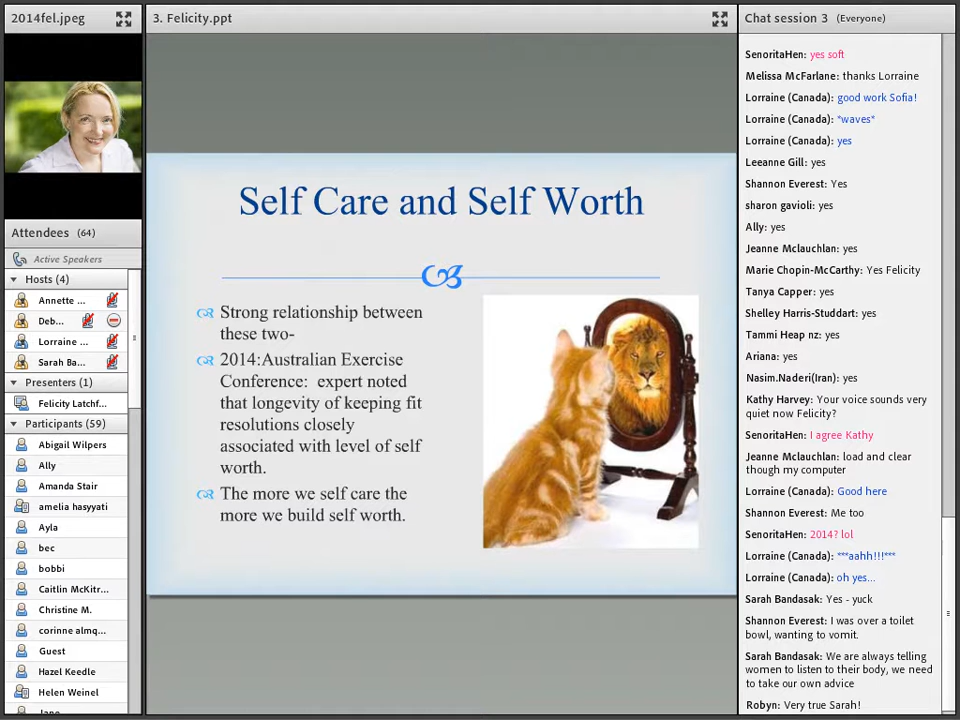 2014fel.jpeg
Attendees (64)
Active Speakers
Hosts (4)
Annette ...
Deb...
Lorraine ...
Sarah Ba...
Presenters (1)
Felicity Latchf...
Participants (59)
Abigail Wilpers
Ally
Amanda Stair
amelia hasyyati
Ayla
bec
bobbi
Caitlin McKitr...
Christine M.
corinne almq...
Guest
Hazel Keedle
Helen Weinel
3. Felicity.ppt
Self Care and Self Worth
Strong relationship between
these two-
2014:Australian Exercise
Conference: expert noted
that longevity of keeping fit
resolutions closely
associated with level of self
worth.
The more we self care the
more we build self worth.
Chat session 3 (Everyone)
SenoritaHen: yes soft
Melissa McFarlane: thanks Lorraine
Lorraine (Canada): good work Sofia!
Lorraine (Canada): *waves*
Lorraine (Canada): yes
Leeanne Gill: yes
Shannon Everest: Yes
sharon gavioli: yes
Ally: yes
Jeanne Mclauchlan: yes
Marie Chopin-McCarthy: Yes Felicity
Tanya Capper: yes
Shelley Harris-Studdart: yes
Tammi Heap nz: yes
Ariana: yes
Nasim.Naderi(Iran): yes
Kathy Harvey: Your voice sounds very
quiet now Felicity?
SenoritaHen: I agree Kathy
Jeanne Mclauchlan: load and clear
though my computer
Lorraine (Canada): Good here
Shannon Everest: Me too
SenoritaHen: 2014? lol
Lorraine (Canada): ***aahh!!!***
Lorraine (Canada): oh yes...
Sarah Bandasak: Yes - yuck
Shannon Everest: I was over a toilet
bowl, wanting to vomit.
Sarah Bandasak: We are always telling
women to listen to their body, we need
to take our own advice
Robyn: Very true Sarah!